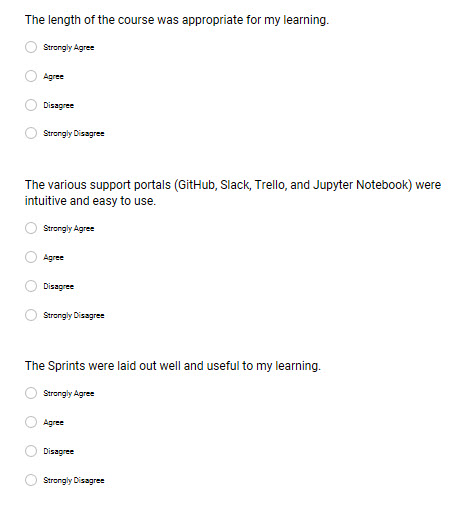 The length of the course was appropriate for my learning.
Strongly Agree
Agree
Disagree
Strongly Disagree
The various support portals (GitHub, Slack, Trello, and Jupyter Notebook) were
intuitive and easy to use.
Strongly Agree
Agree
Disagree
Strongly Disagree
The Sprints were laid out well and useful to my learning.
Strongly Agree
Agree
Disagree
Strongly Disagree